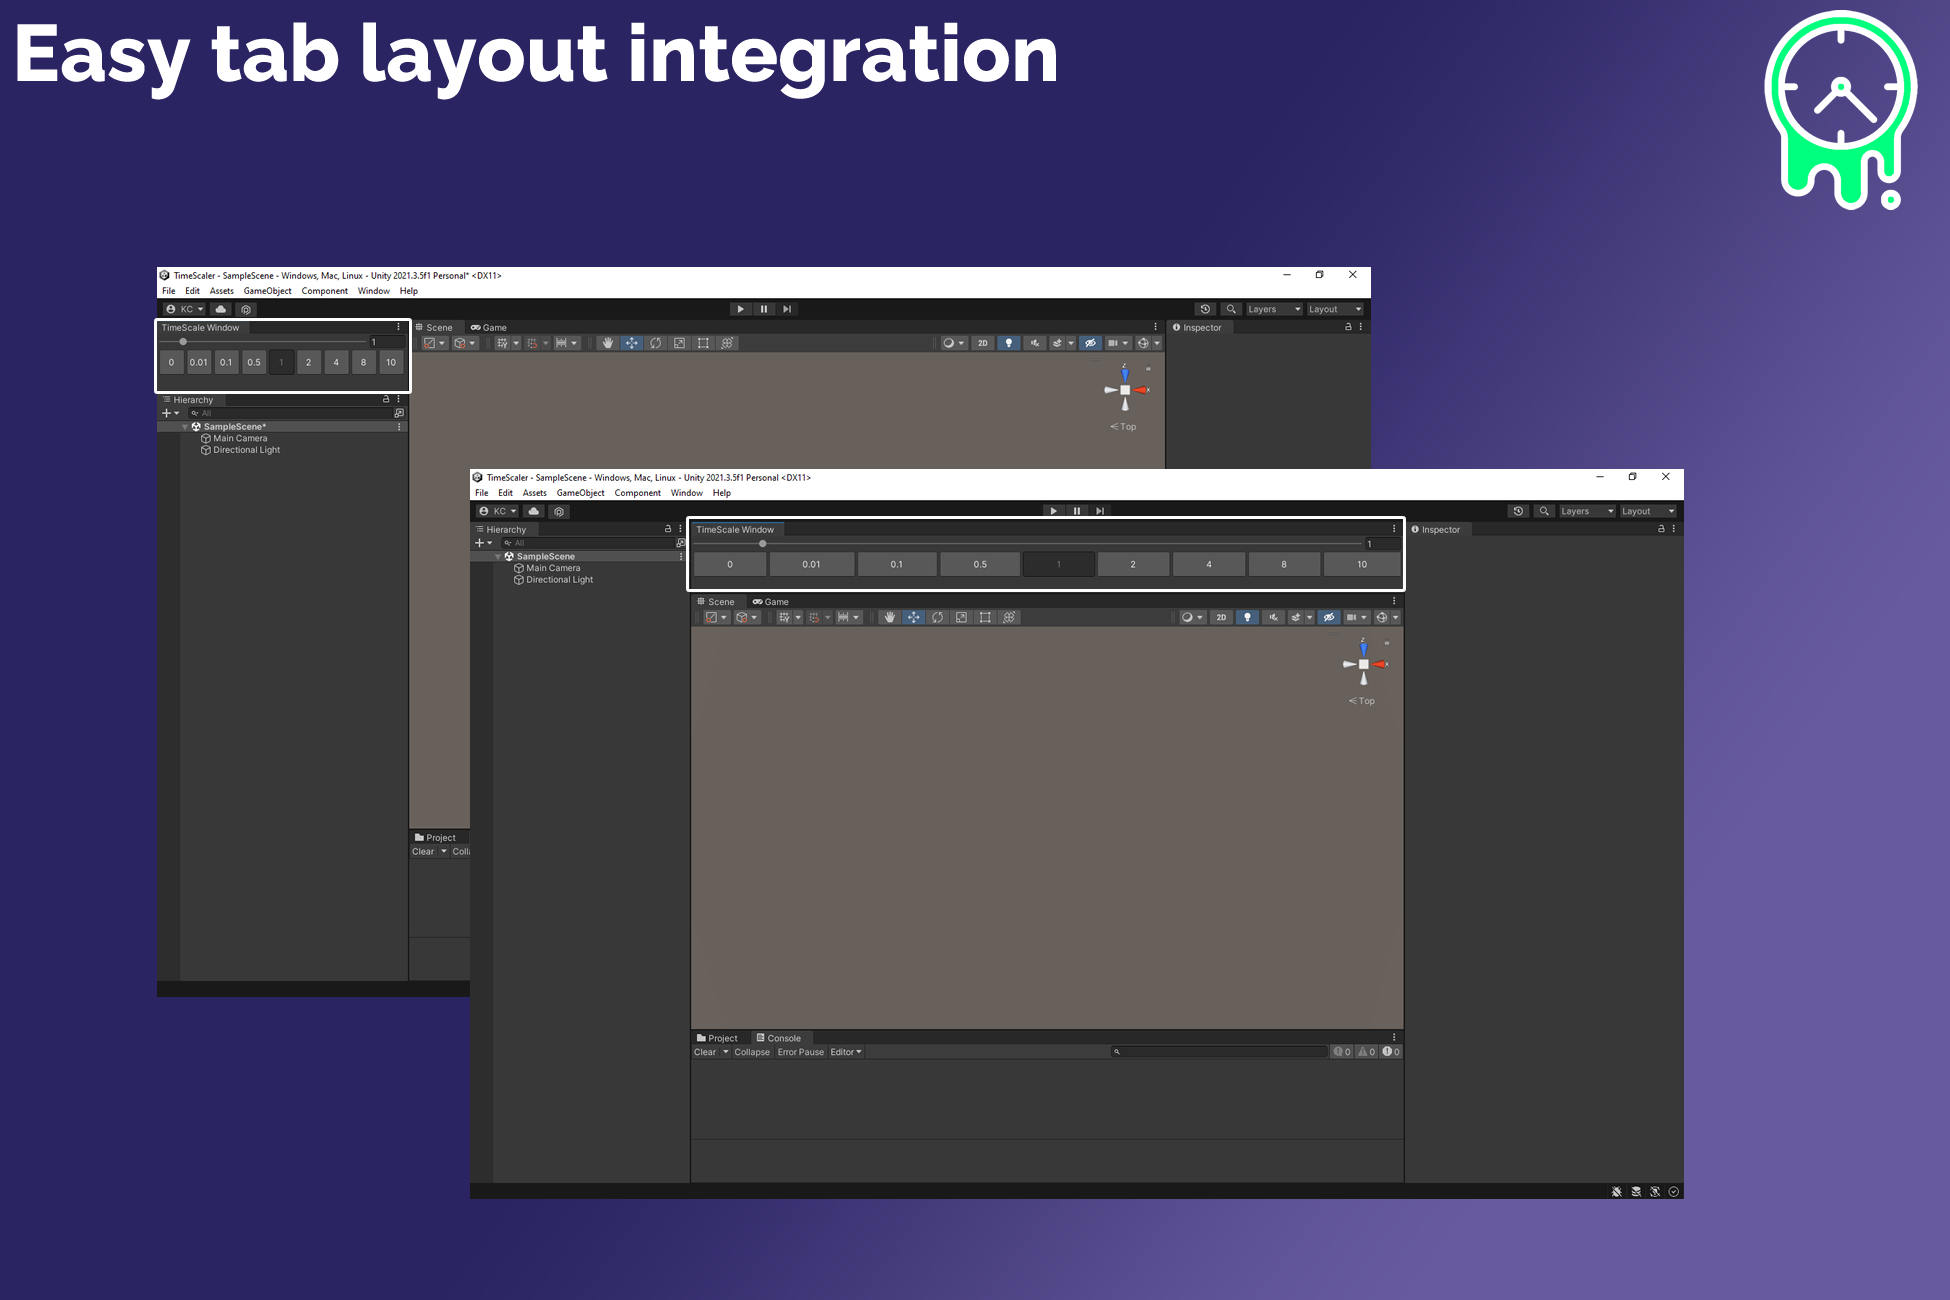 Easy tab layout integration
TimeScaler - SampleScene - Windows, Mac, Linux - Unity 2021.3.5f1 Personal* <DX11>
File Edit Assets GameObject Component Window Help
KC Layers Layout
TimeScale Window
1
0 0.01 0.1 0.5 1 2 4 8 10
Scene Game
2D
Inspector
Hierarchy
All
SampleScene*
Main Camera
Directional Light
z
x
Top
Project
Clear Coll
TimeScaler - SampleScene - Windows, Mac, Linux - Unity 2021.3.5f1 Personal <DX11>
File Edit Assets GameObject Component Window Help
KC Layers Layout
Hierarchy
All
SampleScene
Main Camera
Directional Light
TimeScale Window
1
0 0.01 0.1 0.5 1 2 4 8 10
Scene Game
2D
z
x
Top
Inspector
Project Console
Clear Collapse Error Pause Editor 0 0 0